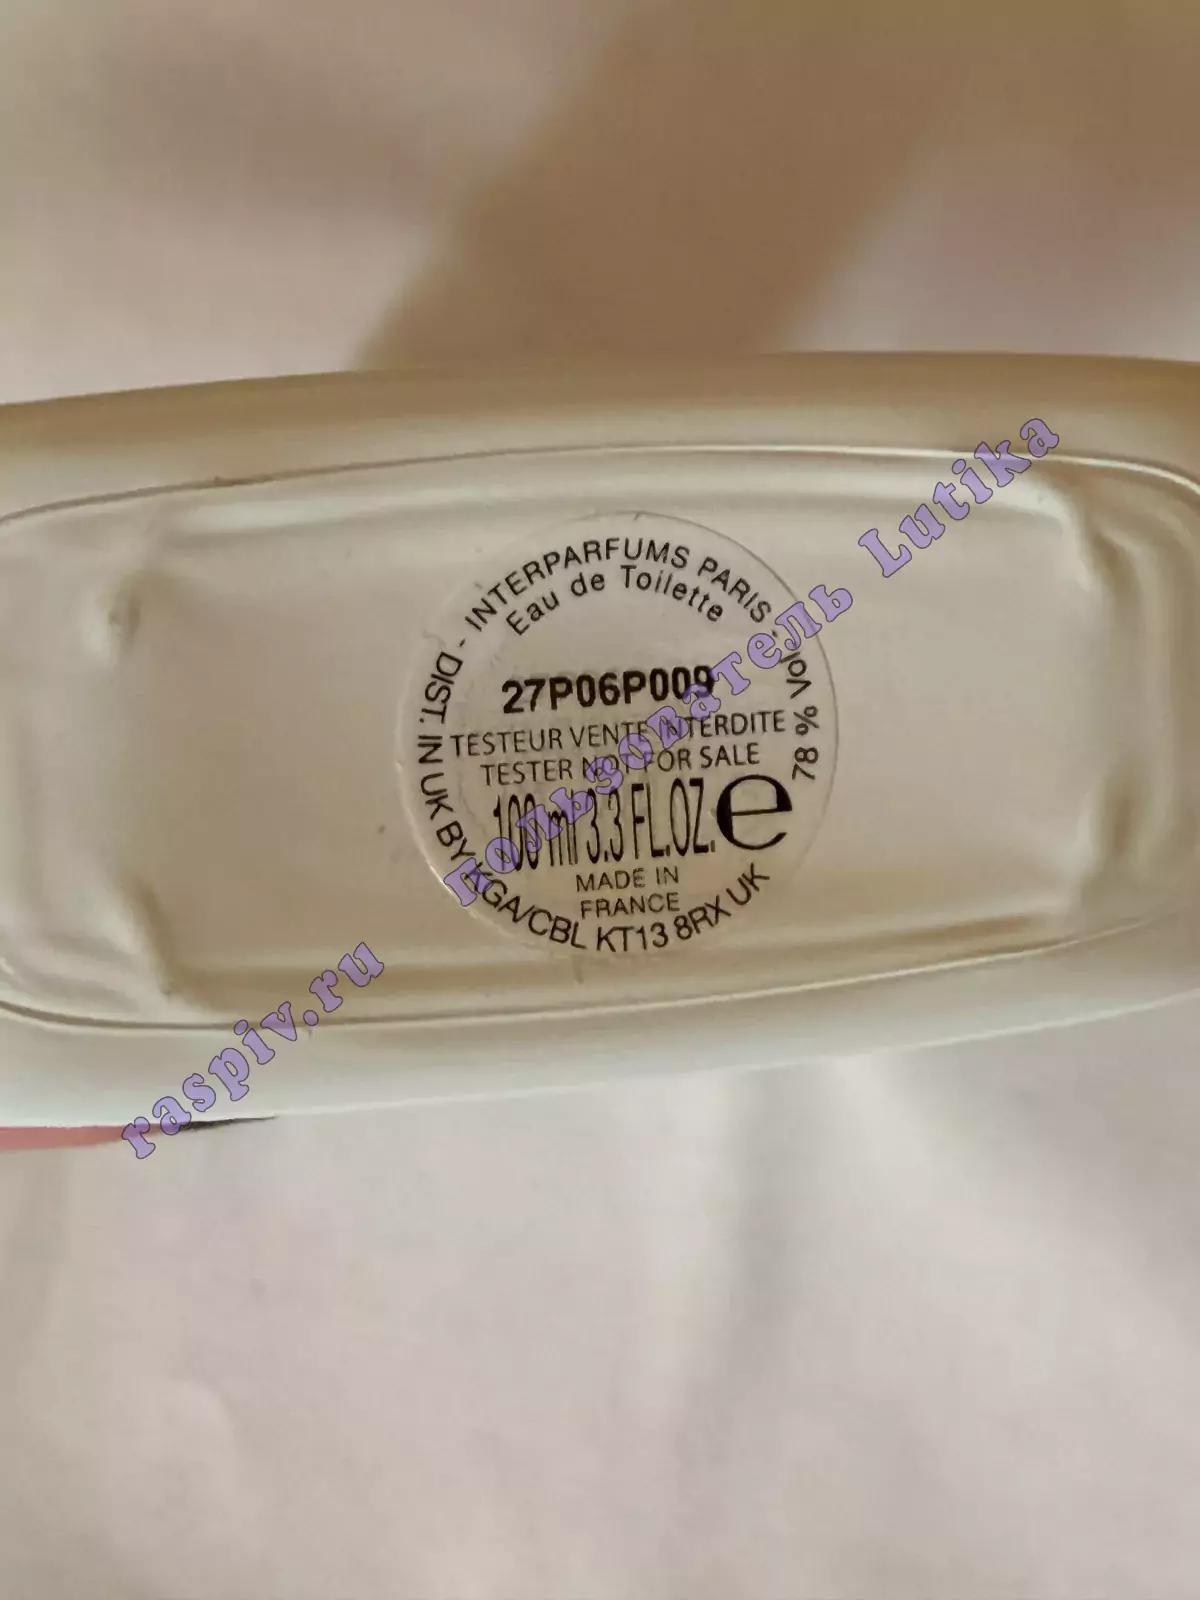 - INTERPARFUMS PARIS -
Eau de Toilette
27P06P009
TESTEUR VENTE INTERDITE
TESTER NOT FOR SALE
100 ml 3.3 FL.OZ. e
MADE IN
FRANCE
78 % Vol.
DIST. IN UK BY KGA/CBL KT13 8RX UK
raspiv.ru пользователь Lutika